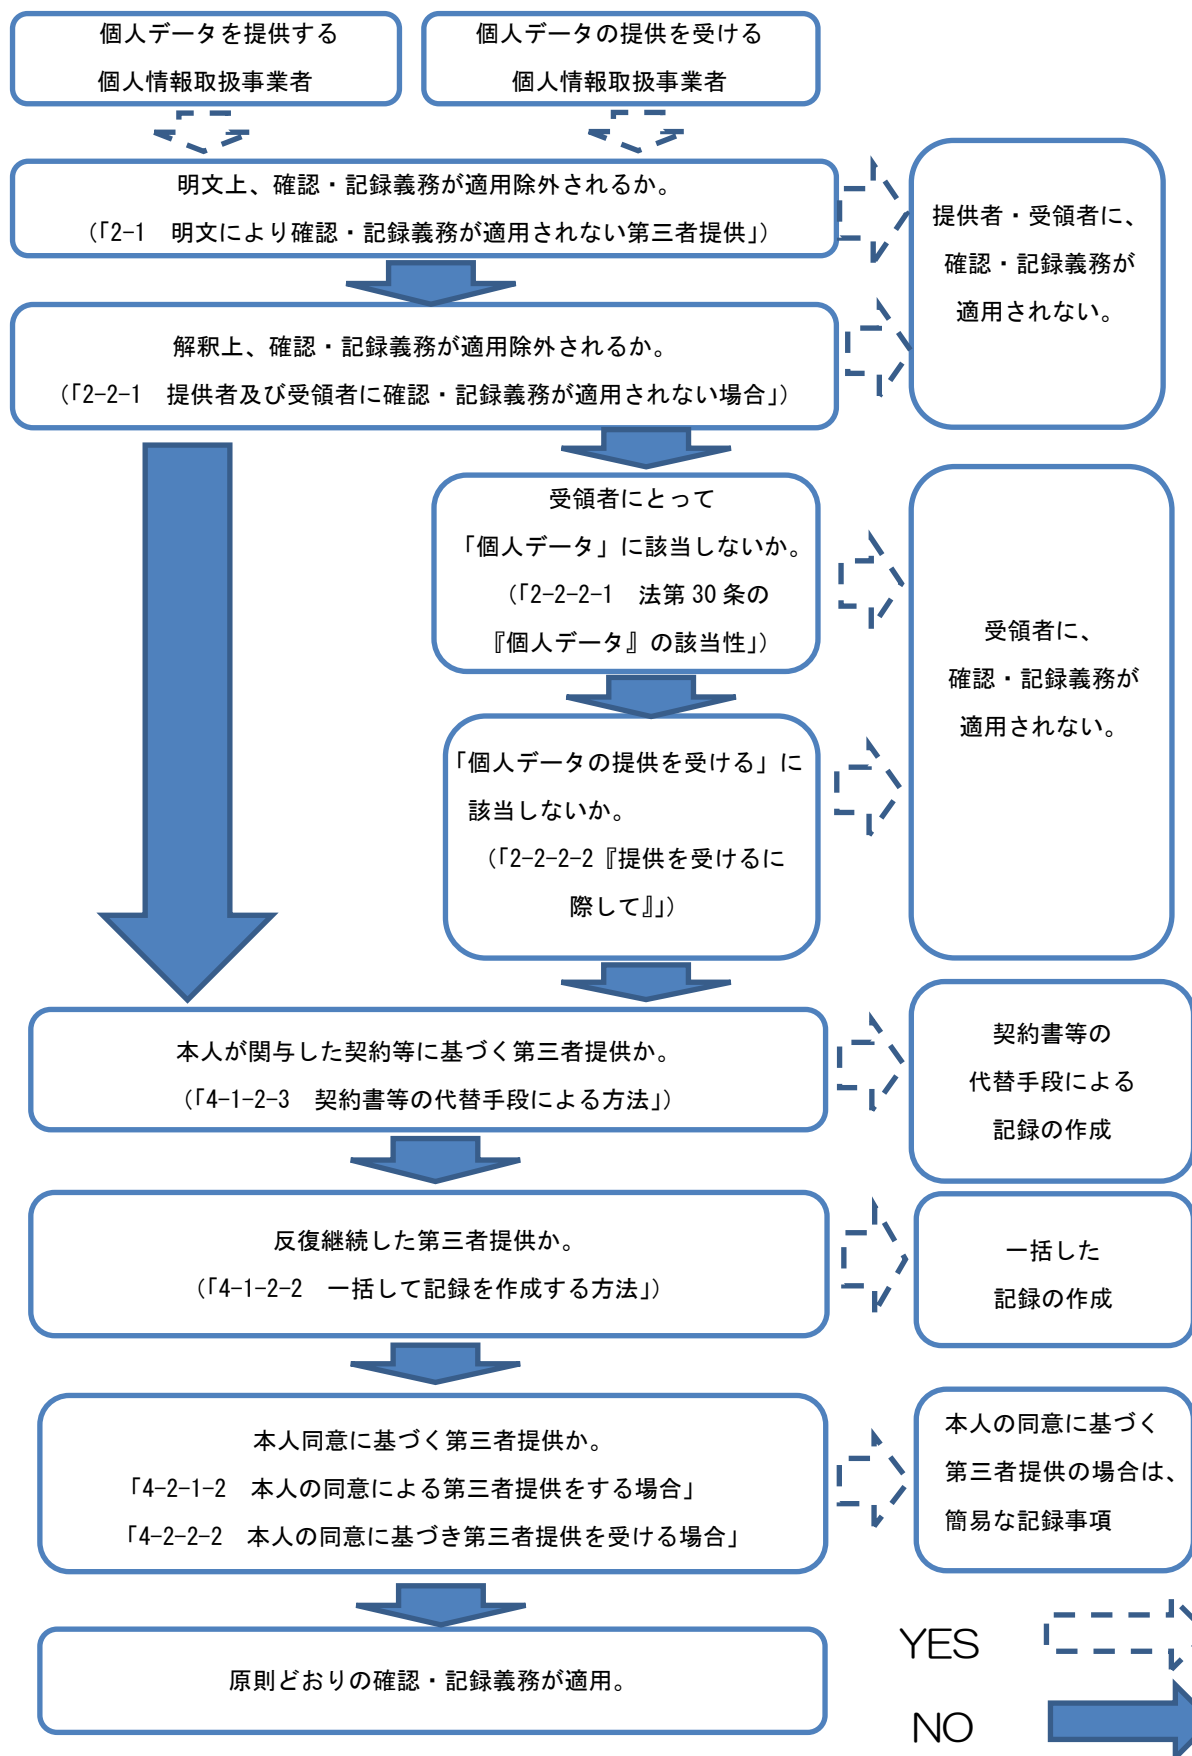 個人データを提供する
個人情報取扱事業者
個人データの提供を受ける
個人情報取扱事業者
明文上、確認・記録義務が適用除外されるか。
（「2-1　明文により確認・記録義務が適用されない第三者提供」）
提供者・受領者に、
確認・記録義務が
適用されない。
解釈上、確認・記録義務が適用除外されるか。
（「2-2-1　提供者及び受領者に確認・記録義務が適用されない場合」）
受領者にとって
「個人データ」に該当しないか。
（「2-2-2-1　法第 30 条の
『個人データ』の該当性」）
受領者に、
確認・記録義務が
適用されない。
「個人データの提供を受ける」に
該当しないか。
（「2-2-2-2『提供を受けるに
際して』」）
本人が関与した契約等に基づく第三者提供か。
（「4-1-2-3　契約書等の代替手段による方法」）
契約書等の
代替手段による
記録の作成
反復継続した第三者提供か。
（「4-1-2-2　一括して記録を作成する方法」）
一括した
記録の作成
本人同意に基づく第三者提供か。
「4-2-1-2　本人の同意による第三者提供をする場合」
「4-2-2-2　本人の同意に基づき第三者提供を受ける場合」
本人の同意に基づく
第三者提供の場合は、
簡易な記録事項
原則どおりの確認・記録義務が適用。
YES
NO